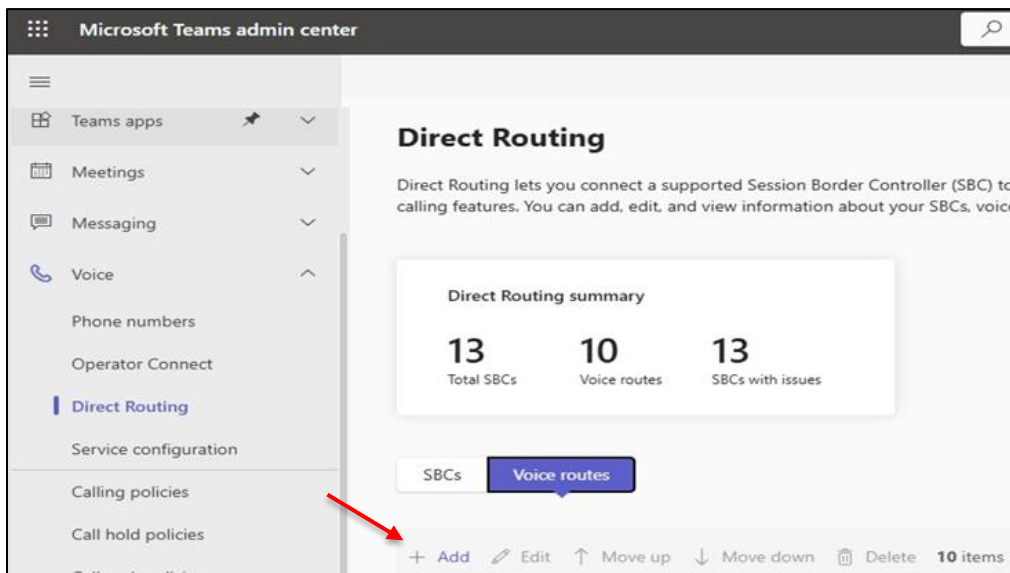 Microsoft Teams admin center
Teams apps
Meetings
Messaging
Voice
Phone numbers
Operator Connect
Direct Routing
Service configuration
Calling policies
Call hold policies
Direct Routing
Direct Routing lets you connect a supported Session Border Controller (SBC) to
calling features. You can add, edit, and view information about your SBCs, voice
Direct Routing summary
13 10 13
Total SBCs Voice routes SBCs with issues
SBCs Voice routes
+ Add Edit ↑ Move up ↓ Move down Delete 10 items